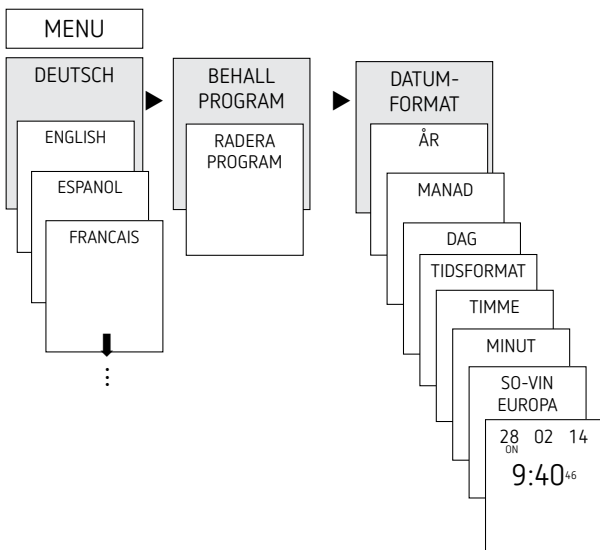 MENU
DEUTSCH
ENGLISH
ESPANOL
FRANCAIS
BEHALL
PROGRAM
RADERA
PROGRAM
DATUM-
FORMAT
ÅR
MANAD
DAG
TIDSFORMAT
TIMME
MINUT
SO-VIN
EUROPA
28 02 14
ON
9:40 46